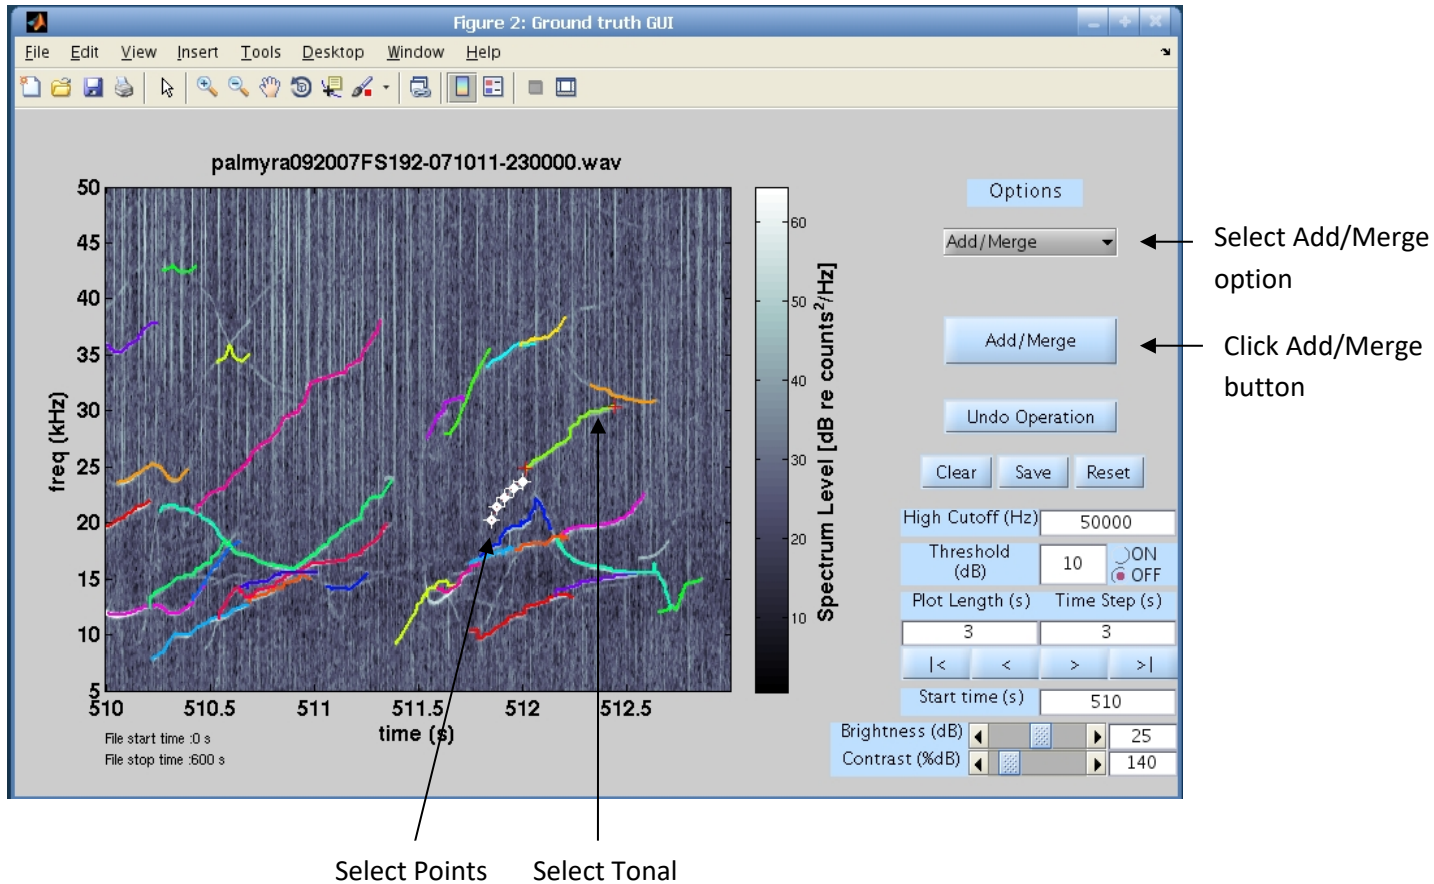 Figure 2: Ground truth GUI
File Edit View Insert Tools Desktop Window Help
palmyra092007FS192-071011-230000.wav
50
45
40
35
30
25
20
15
10
5
freq (kHz)
510 510.5 511 511.5 512 512.5
time (s)
File start time :0 s
File stop time :600 s
60
50
40
30
20
10
Spectrum Level [dB re counts²/Hz]
Options
Add/Merge
Add/Merge
Undo Operation
Clear Save Reset
High Cutoff (Hz) 50000
Threshold (dB) 10 ON
OFF
Plot Length (s) Time Step (s)
3 3
|< < > >|
Start time (s) 510
Brightness (dB) 25
Contrast (%dB) 140
Select Add/Merge
option
Click Add/Merge
button
Select Points Select Tonal